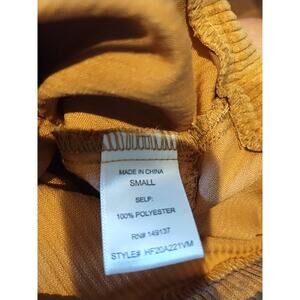 MADE IN CHINA
SMALL
SELF:
100% POLYESTER
RN# 149137
STYLE# HF20A221VM